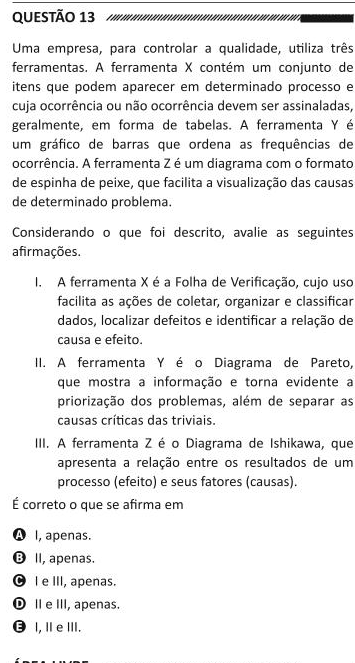 QUESTÃO 13
Uma empresa, para controlar a qualidade, utiliza três
ferramentas. A ferramenta X contém um conjunto de
itens que podem aparecer em determinado processo e
cuja ocorrência ou não ocorrência devem ser assinaladas,
geralmente, em forma de tabelas. A ferramenta Y é
um gráfico de barras que ordena as frequências de
ocorrência. A ferramenta Z é um diagrama com o formato
de espinha de peixe, que facilita a visualização das causas
de determinado problema.
Considerando o que foi descrito, avalie as seguintes
afirmações.
I. A ferramenta X é a Folha de Verificação, cujo uso
facilita as ações de coletar, organizar e classificar
dados, localizar defeitos e identificar a relação de
causa e efeito.
II. A ferramenta Y é o Diagrama de Pareto,
que mostra a informação e torna evidente a
priorização dos problemas, além de separar as
causas críticas das triviais.
III. A ferramenta Z é o Diagrama de Ishikawa, que
apresenta a relação entre os resultados de um
processo (efeito) e seus fatores (causas).
É correto o que se afirma em
A I, apenas.
B II, apenas.
C I e III, apenas.
D II e III, apenas.
E I, II e III.